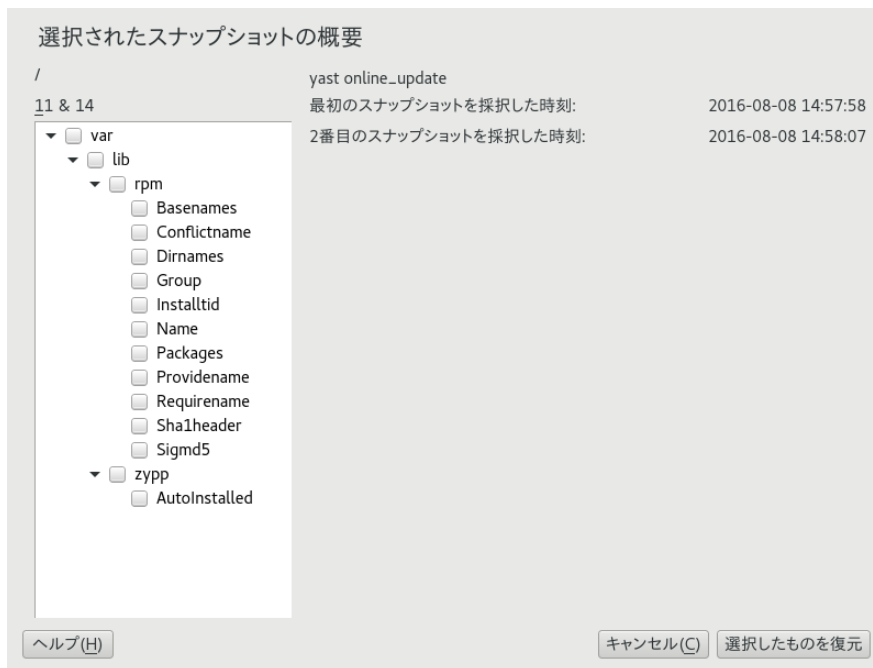 選択されたスナップショットの概要
/
yast online_update
11 & 14
最初のスナップショットを採択した時刻: 2016-08-08 14:57:58
2番目のスナップショットを採択した時刻: 2016-08-08 14:58:07
var
lib
rpm
Basenames
Conflictname
Dirnames
Group
Installtid
Name
Packages
Providename
Requirename
Sha1header
Sigmd5
zypp
AutoInstalled
ヘルプ(H)
キャンセル(C)
選択したものを復元